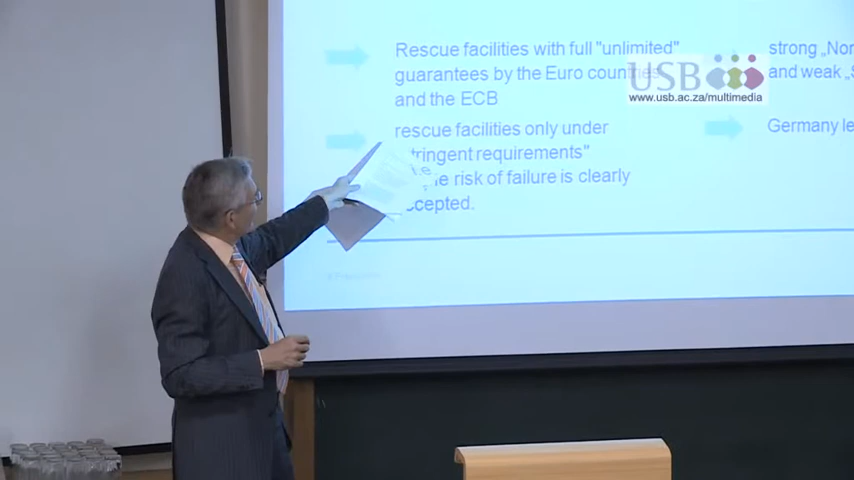 Rescue facilities with full "unlimited"
guarantees by the Euro countries
and the ECB
rescue facilities only under
stringent requirements"
i.e
risk of failure is clearly
accepted.
strong „Nor
and weak „S
Germany le
USB
www.usb.ac.za/multimedia